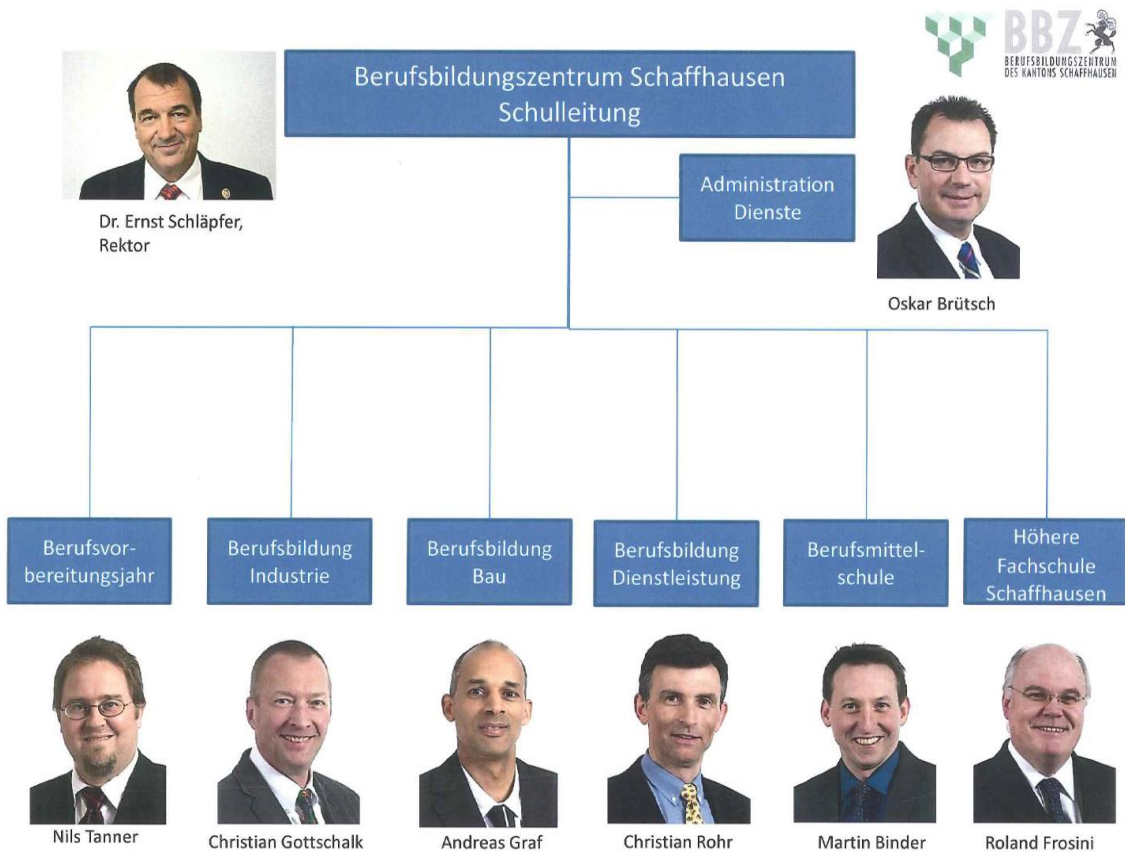 BBZ
BERUFSBILDUNGSZENTRUM
DES KANTONS SCHAFFHAUSEN
Berufsbildungszentrum Schaffhausen
Schulleitung
Dr. Ernst Schläpfer,
Rektor
Administration
Dienste
Oskar Brütsch
Berufsvor-
bereitungsjahr
Berufsbildung
Industrie
Berufsbildung
Bau
Berufsbildung
Dienstleistung
Berufsmittel-
schule
Höhere
Fachschule
Schaffhausen
Nils Tanner
Christian Gottschalk
Andreas Graf
Christian Rohr
Martin Binder
Roland Frosini